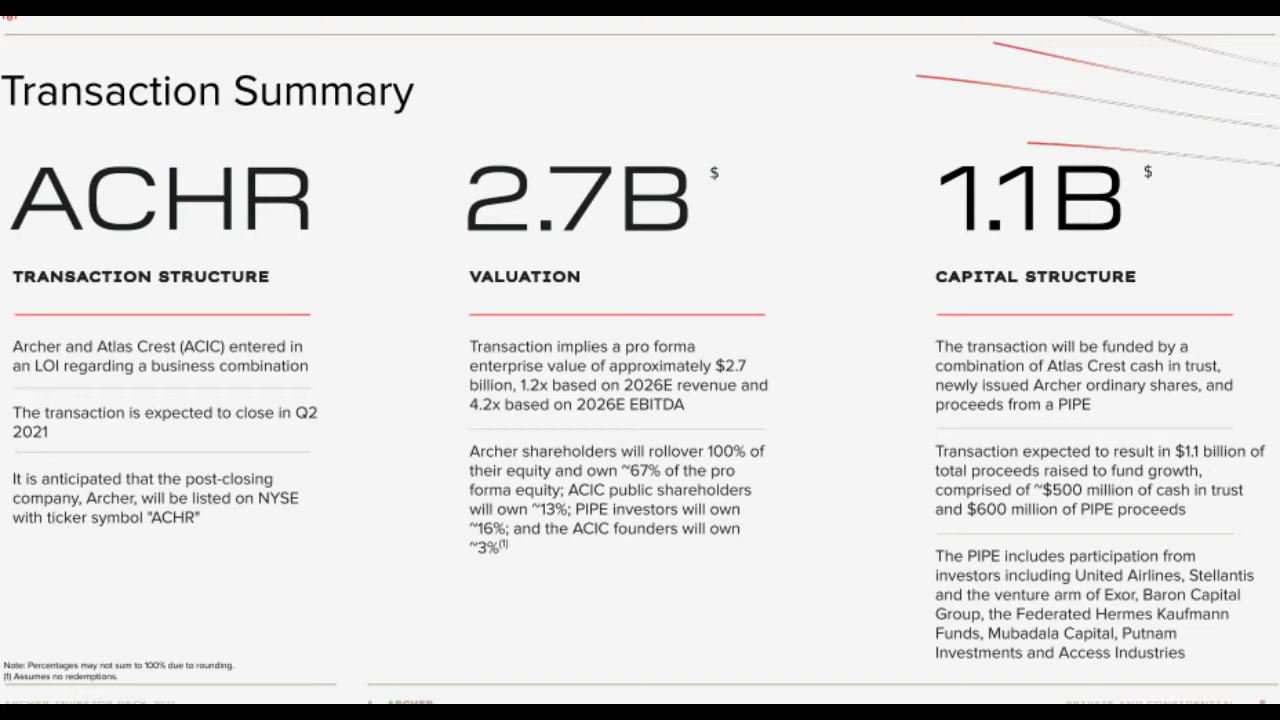 Transaction Summary
ACHR
TRANSACTION STRUCTURE
Archer and Atlas Crest (ACIC) entered in
an LOI regarding a business combination
The transaction is expected to close in Q2
2021
It is anticipated that the post-closing
company, Archer, will be listed on NYSE
with ticker symbol "ACHR"
2.7B $
VALUATION
Transaction implies a pro forma
enterprise value of approximately $2.7
billion, 1.2x based on 2026E revenue and
4.2x based on 2026E EBITDA
Archer shareholders will rollover 100% of
their equity and own ~67% of the pro
forma equity; ACIC public shareholders
will own ~13%; PIPE investors will own
~16%; and the ACIC founders will own
~3%(1)
1.1B $
CAPITAL STRUCTURE
The transaction will be funded by a
combination of Atlas Crest cash in trust,
newly issued Archer ordinary shares, and
proceeds from a PIPE
Transaction expected to result in $1.1 billion of
total proceeds raised to fund growth,
comprised of ~$500 million of cash in trust
and $600 million of PIPE proceeds
The PIPE includes participation from
investors including United Airlines, Stellantis
and the venture arm of Exor, Baron Capital
Group, the Federated Hermes Kaufmann
Funds, Mubadala Capital, Putnam
Investments and Access Industries
Note: Percentages may not sum to 100% due to rounding.
(1) Assumes no redemptions.